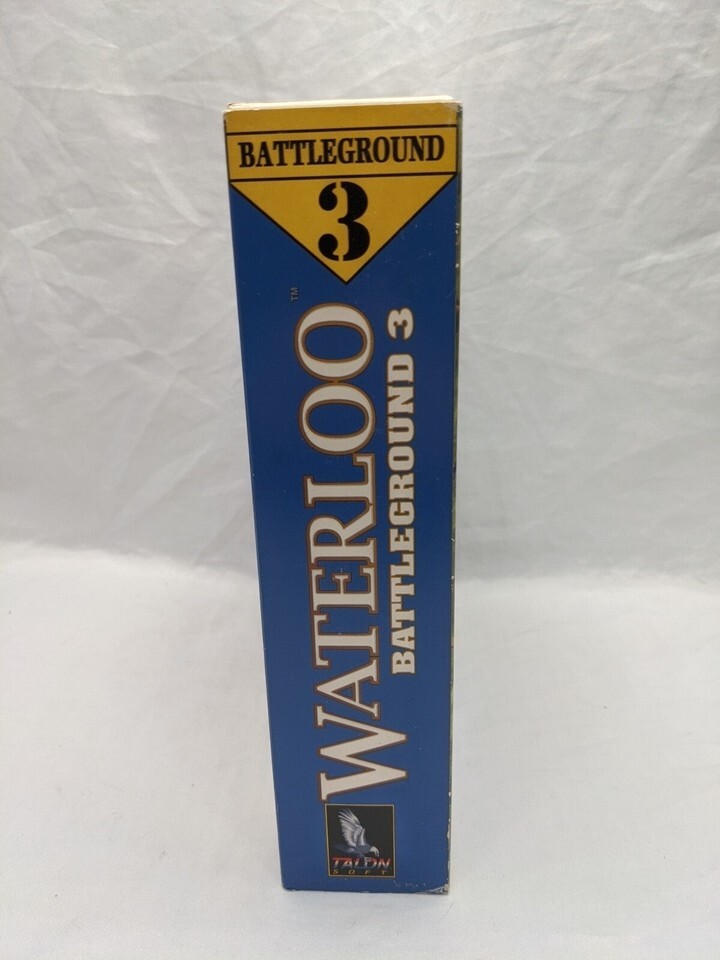 BATTLEGROUND
3
WATERLOO™
BATTLEGROUND 3
TALON
SOFT